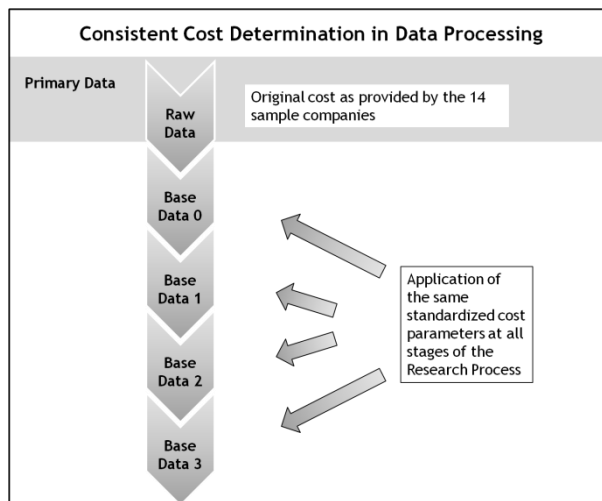 Consistent Cost Determination in Data Processing
Primary Data
Original cost as provided by the 14
sample companies
Raw
Data
Base
Data 0
Base
Data 1
Base
Data 2
Base
Data 3
Application of
the same
standardized cost
parameters at all
stages of the
Research Process